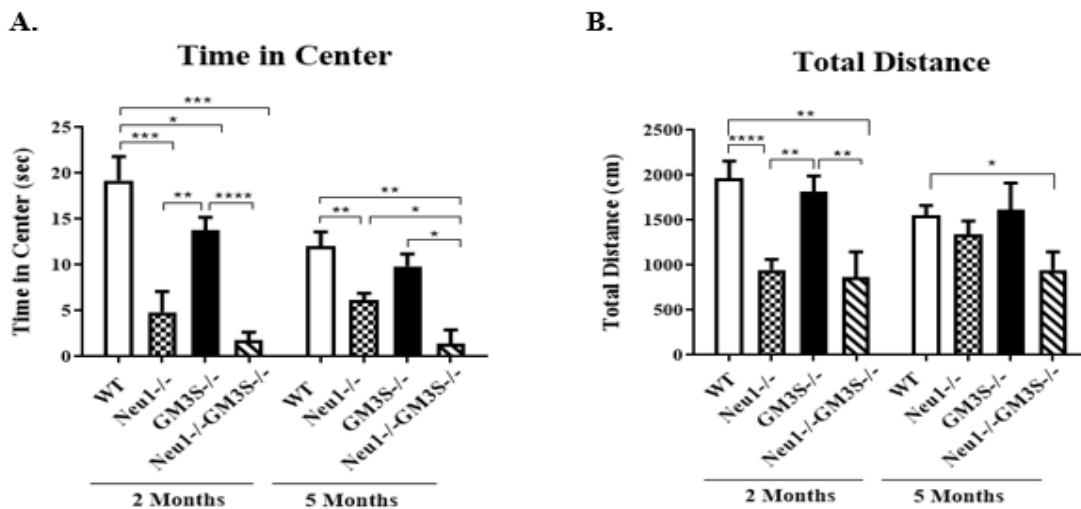 A.
Time in Center
***
*
***
**
****
**
**
*
*
25
20
15
10
5
0
Time in Center (sec)
WT
Neu1-/-
GM3S-/-
Neu1-/-GM3S-/-
WT
Neu1-/-
GM3S-/-
Neu1-/-GM3S-/-
2 Months
5 Months
B.
Total Distance
**
****
**
**
*
2500
2000
1500
1000
500
0
Total Distance (cm)
WT
Neu1-/-
GM3S-/-
Neu1-/-GM3S-/-
WT
Neu1-/-
GM3S-/-
Neu1-/-GM3S-/-
2 Months
5 Months